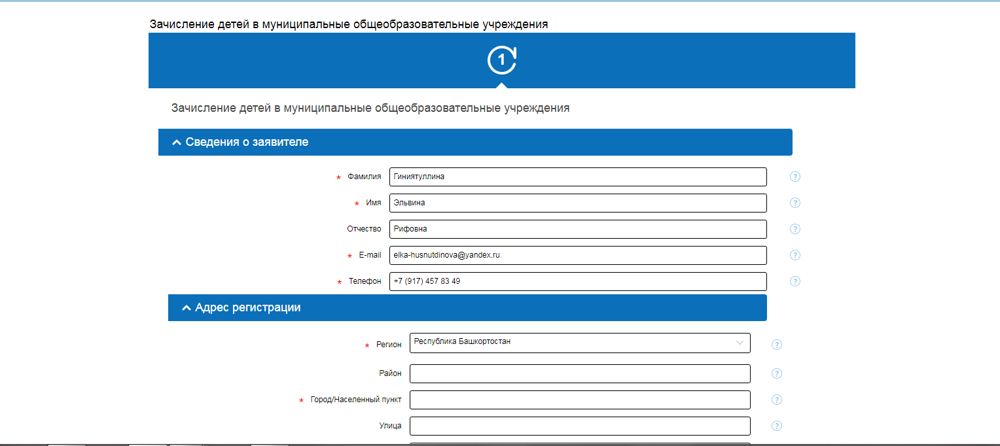 Зачисление детей в муниципальные общеобразовательные учреждения
1
Зачисление детей в муниципальные общеобразовательные учреждения
Сведения о заявителе
* Фамилия Гиниятуллина ?
* Имя Эльвина ?
Отчество Рифовна ?
* E-mail elka-husnutdinova@yandex.ru ?
* Телефон +7 (917) 457 83 49 ?
Адрес регистрации
* Регион Республика Башкортостан ?
Район ?
* Город/Населенный пункт ?
Улица ?